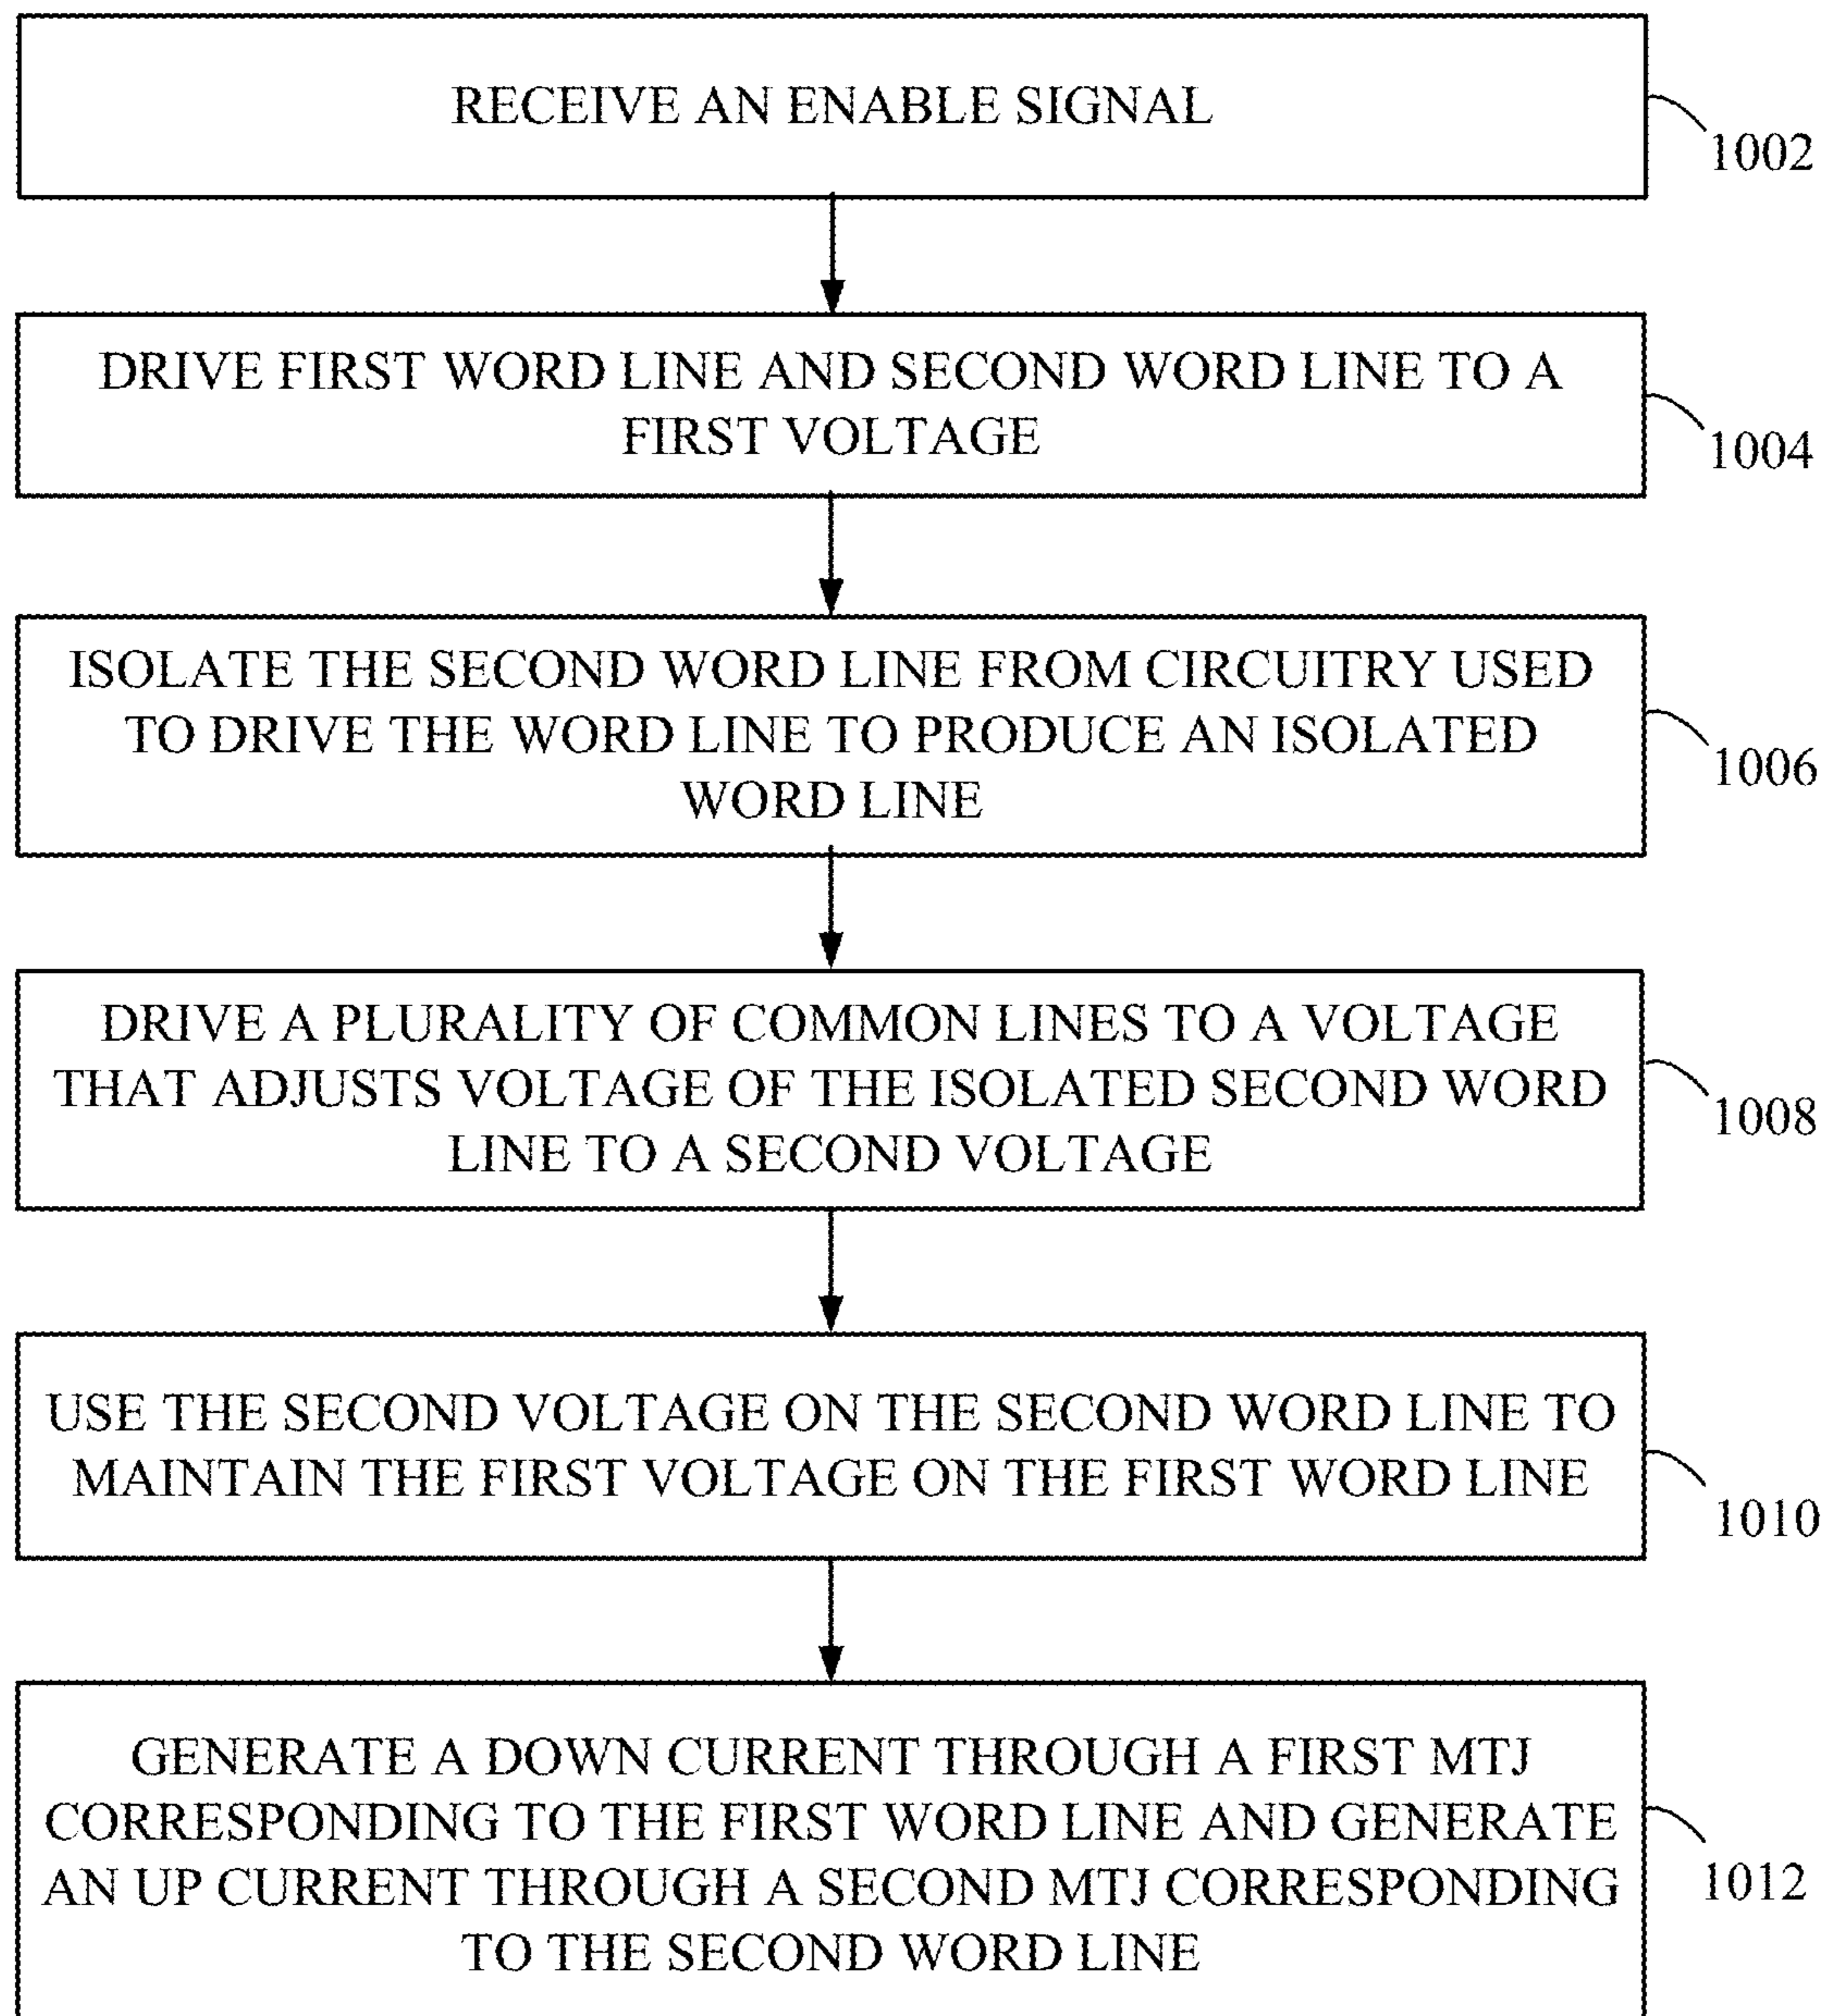 RECEIVE AN ENABLE SIGNAL
1002
DRIVE FIRST WORD LINE AND SECOND WORD LINE TO A
FIRST VOLTAGE
1004
ISOLATE THE SECOND WORD LINE FROM CIRCUITRY USED
TO DRIVE THE WORD LINE TO PRODUCE AN ISOLATED
WORD LINE
1006
DRIVE A PLURALITY OF COMMON LINES TO A VOLTAGE
THAT ADJUSTS VOLTAGE OF THE ISOLATED SECOND WORD
LINE TO A SECOND VOLTAGE
1008
USE THE SECOND VOLTAGE ON THE SECOND WORD LINE TO
MAINTAIN THE FIRST VOLTAGE ON THE FIRST WORD LINE
1010
GENERATE A DOWN CURRENT THROUGH A FIRST MTJ
CORRESPONDING TO THE FIRST WORD LINE AND GENERATE
AN UP CURRENT THROUGH A SECOND MTJ CORRESPONDING
TO THE SECOND WORD LINE
1012